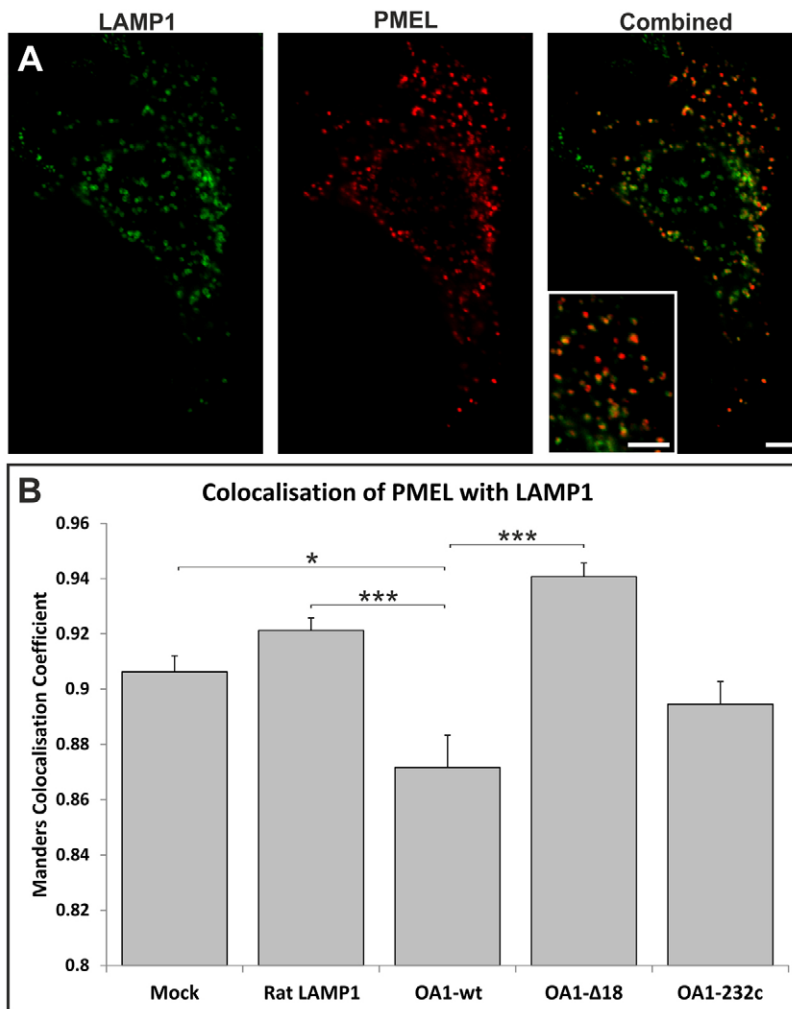 LAMP1 PMEL Combined
A
B
Colocalisation of PMEL with LAMP1
Manders Colocalisation Coefficient
0.96
0.94
0.92
0.9
0.88
0.86
0.84
0.82
0.8
*
***
***
Mock Rat LAMP1 OA1-wt OA1-Δ18 OA1-232c